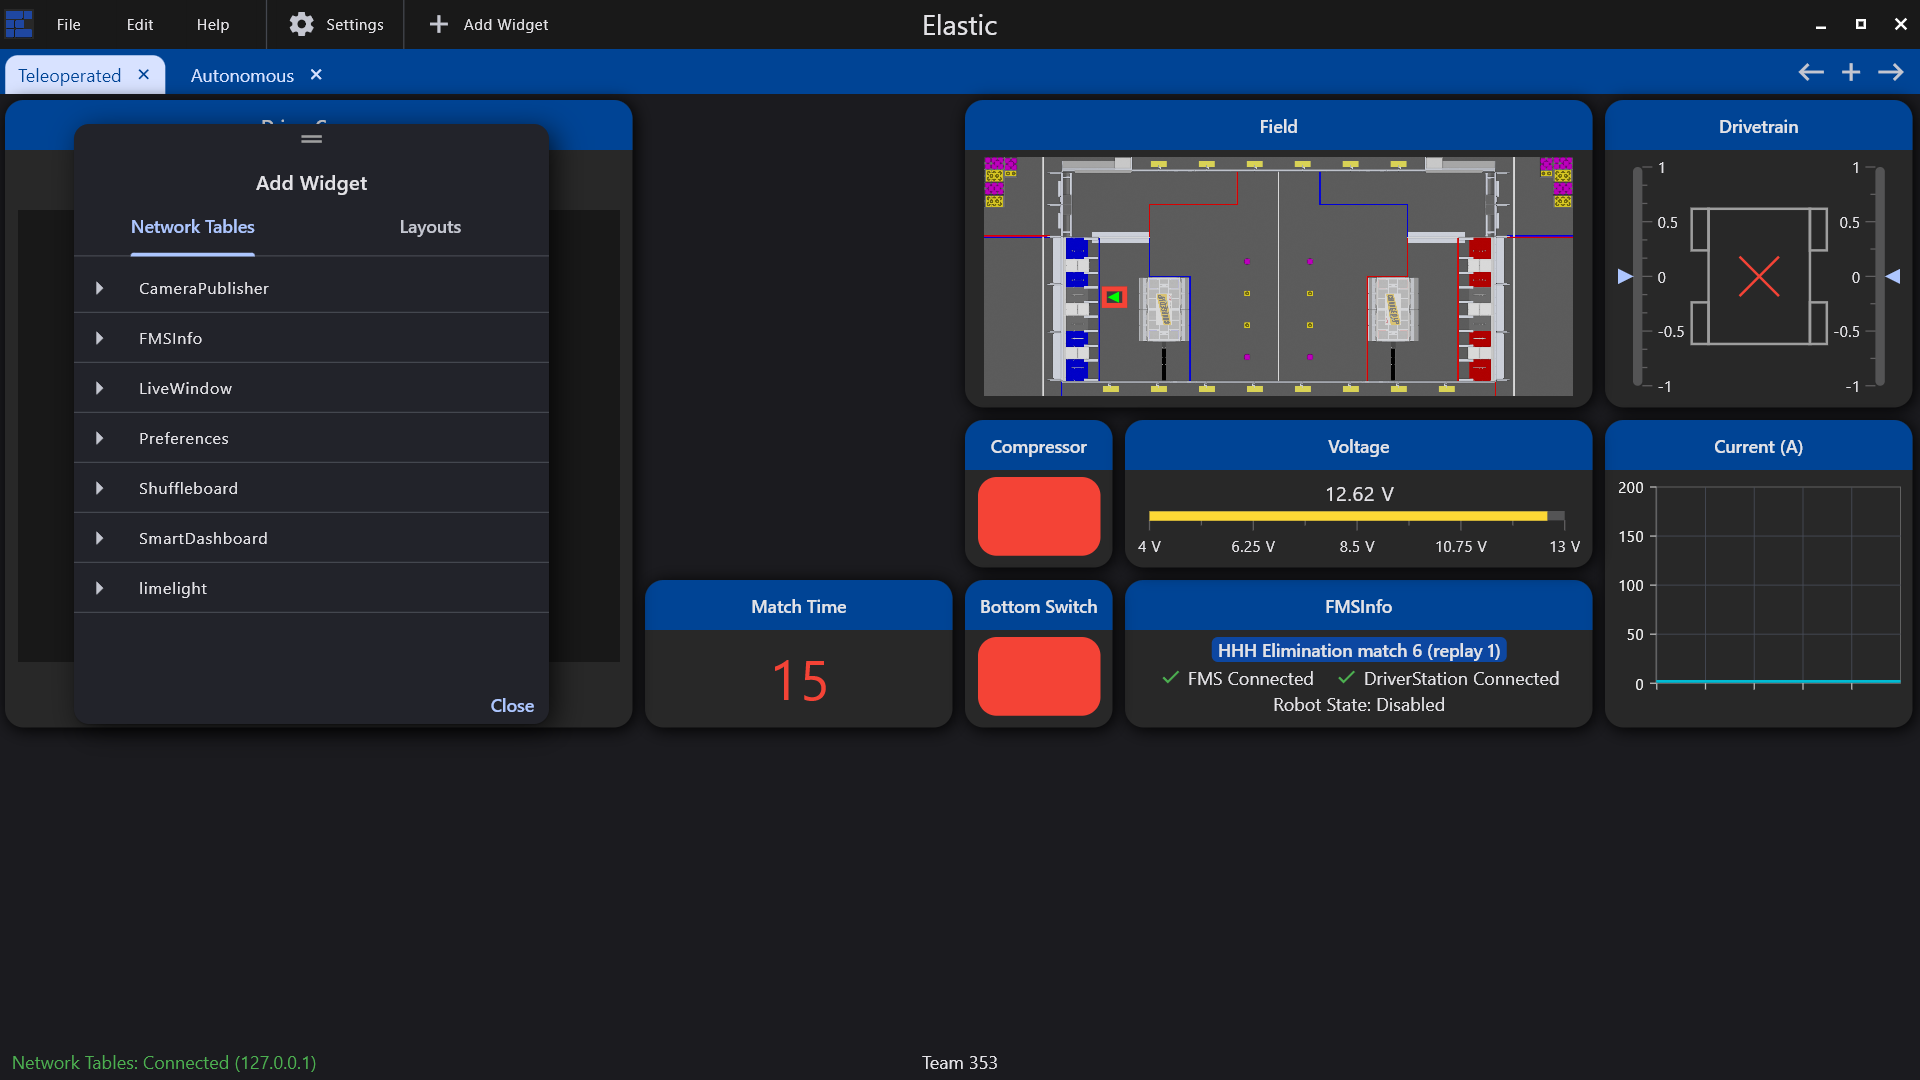 File Edit Help Settings Add Widget Elastic
Teleoperated Autonomous
Add Widget
Network Tables Layouts
CameraPublisher
FMSInfo
LiveWindow
Preferences
Shuffleboard
SmartDashboard
limelight
Close
Field
Drivetrain
1 1
0.5 0.5
0 0
-0.5 -0.5
-1 -1
Compressor
Voltage
12.62 V
4 V 6.25 V 8.5 V 10.75 V 13 V
Current (A)
200
150
100
50
0
Match Time
15
Bottom Switch
FMSInfo
HHH Elimination match 6 (replay 1)
FMS Connected DriverStation Connected
Robot State: Disabled
Network Tables: Connected (127.0.0.1) Team 353